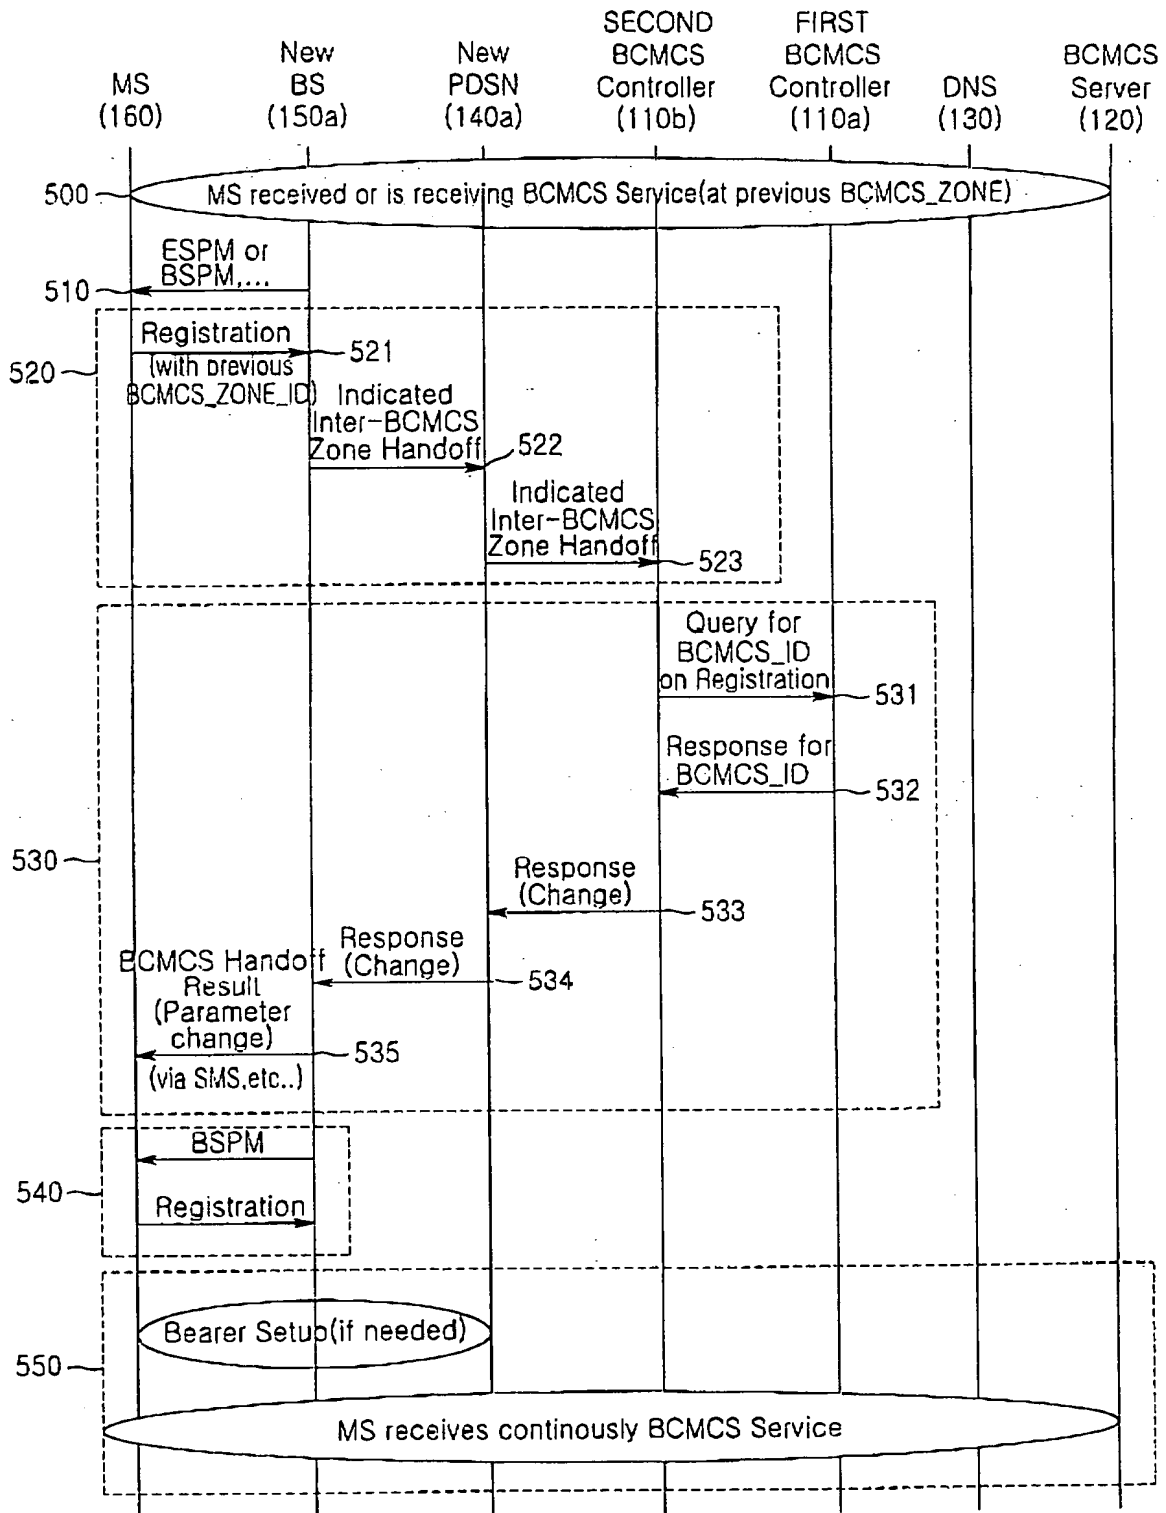 MS
(160)
New
BS
(150a)
New
PDSN
(140a)
SECOND
BCMCS
Controller
(110b)
FIRST
BCMCS
Controller
(110a)
DNS
(130)
BCMCS
Server
(120)
500
MS received or is receiving BCMCS Service(at previous BCMCS_ZONE)
ESPM or
BSPM,...
510
520
Registration
521
(with previous
BCMCS_ZONE_ID)
Indicated
Inter-BCMCS
Zone Handoff
522
Indicated
Inter-BCMCS
Zone Handoff
523
530
Query for
BCMCS_ID
on Registration
531
Response for
BCMCS_ID
532
Response
(Change)
533
Response
(Change)
534
BCMCS Handoff
Result
(Parameter
change)
535
(via SMS,etc..)
540
BSPM
Registration
550
Bearer Setup(if needed)
MS receives continously BCMCS Service